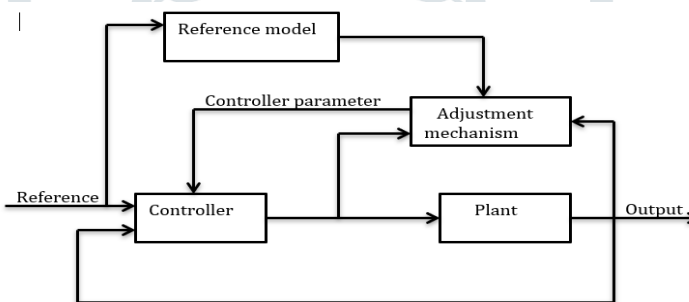 Reference model
Controller parameter
Adjustment
mechanism
Reference
Controller
Plant
Output